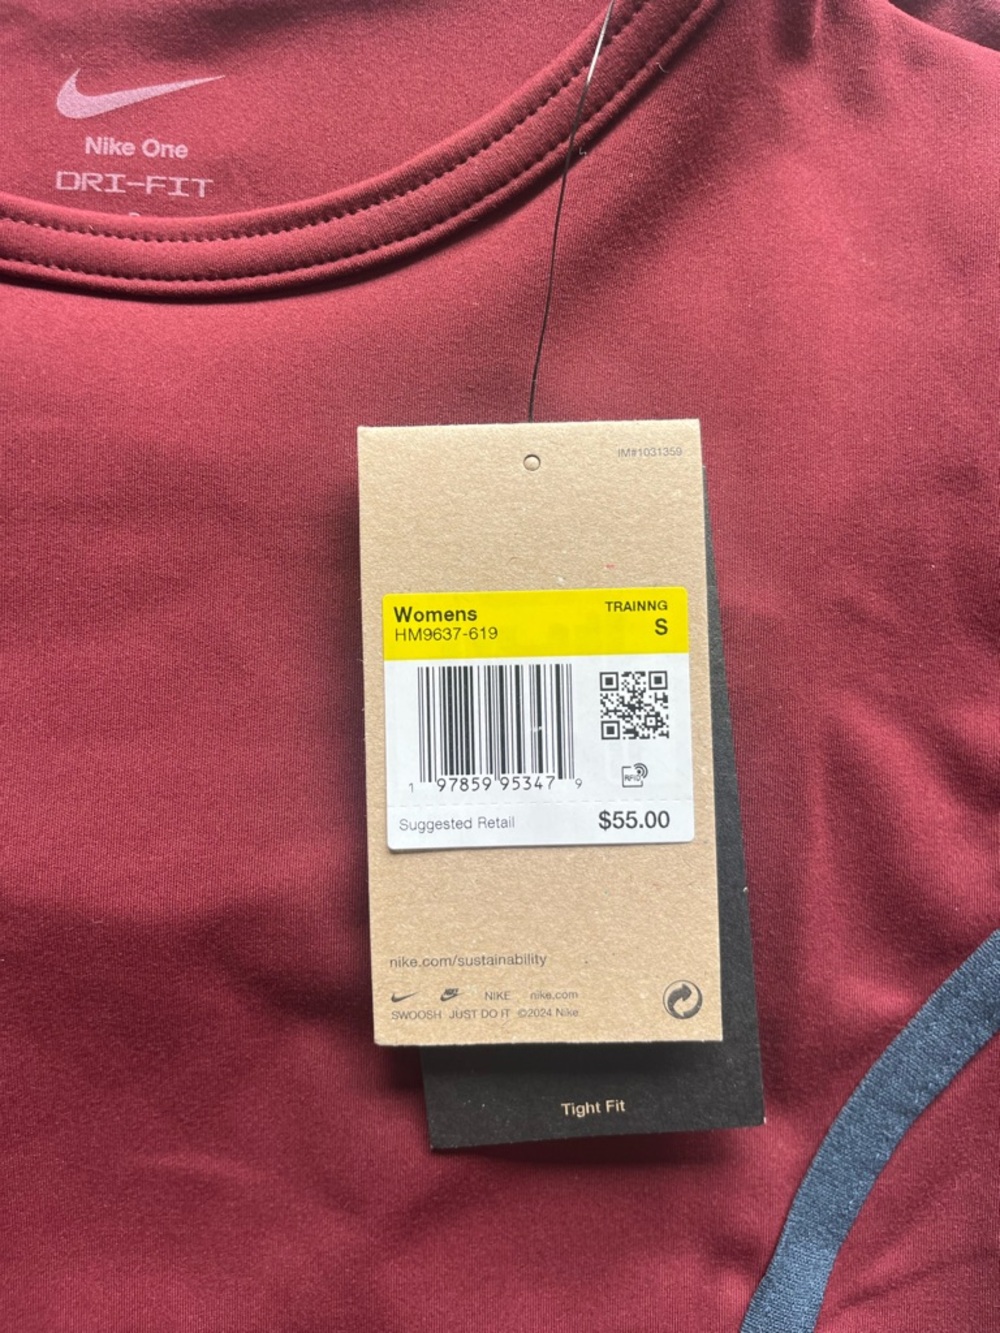 Nike One
DRI-FIT
IM#1031359
Womens
HM9637-619
TRAINNG
S
1 97859 95347 9
RFID
Suggested Retail
$55.00
nike.com/sustainability
NIKE nike.com
SWOOSH JUST DO IT ©2024 Nike
Tight Fit